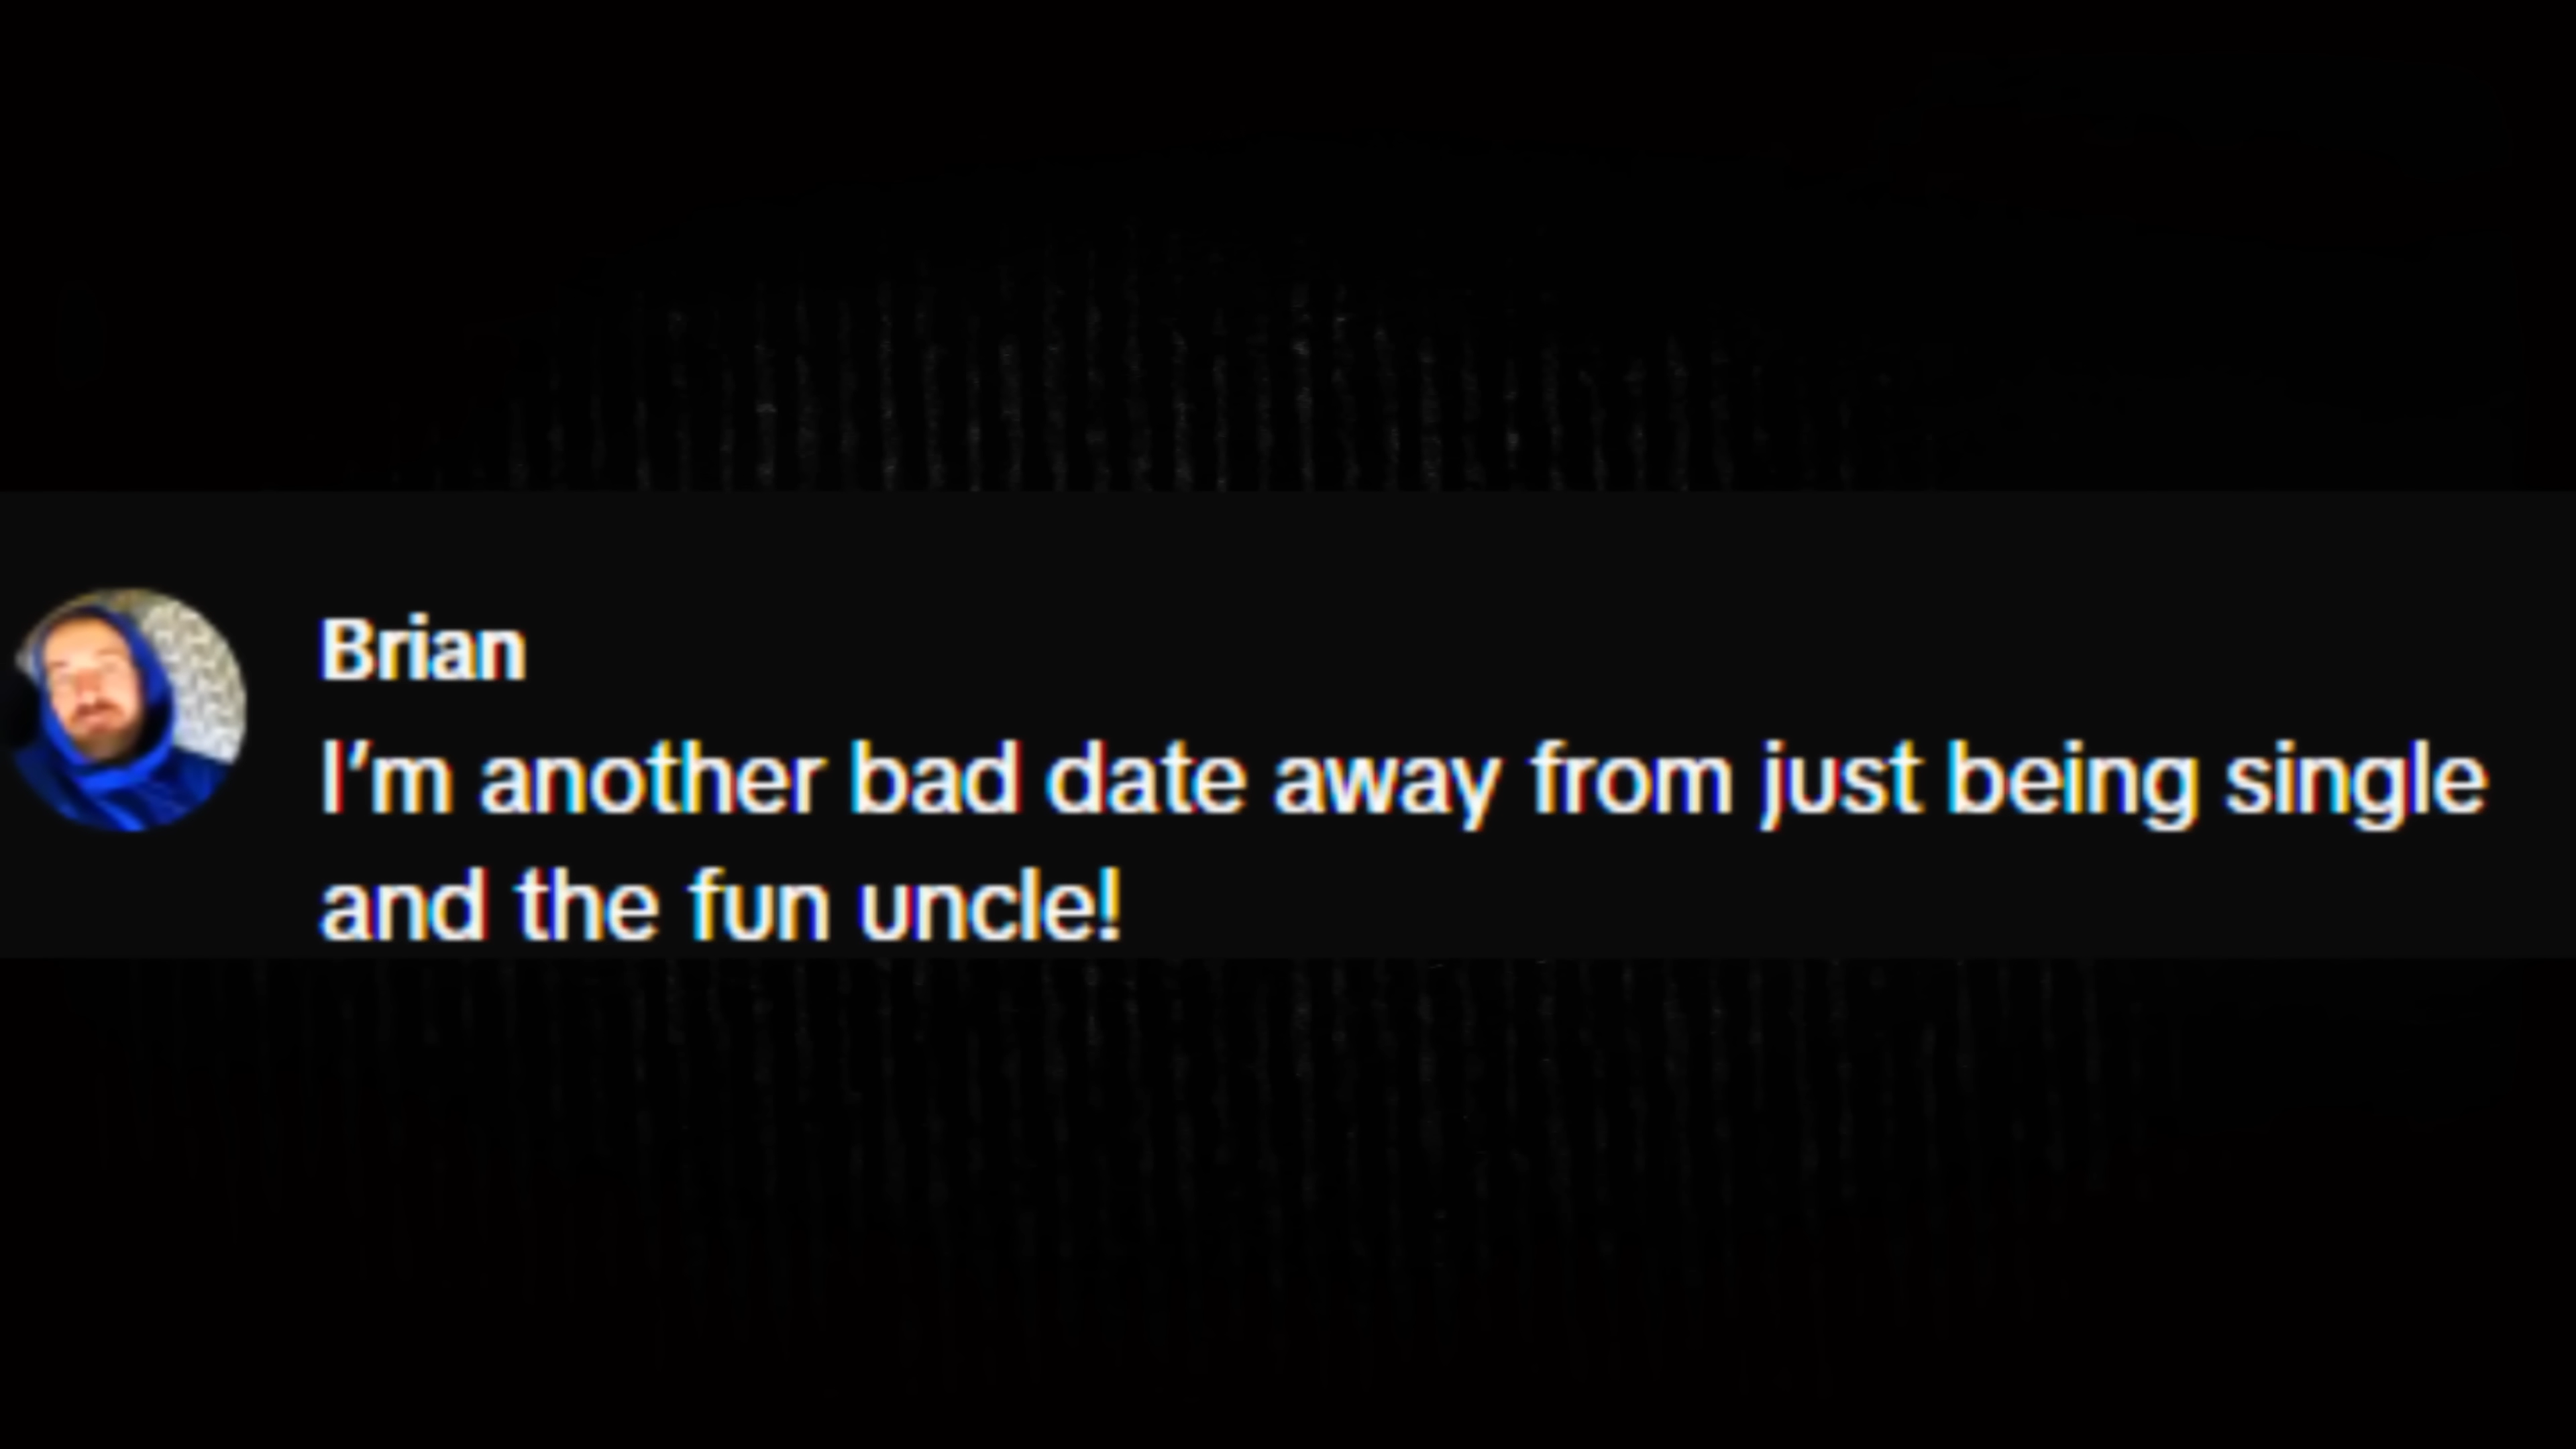 Brian
I'm another bad date away from just being single
and the fun uncle!